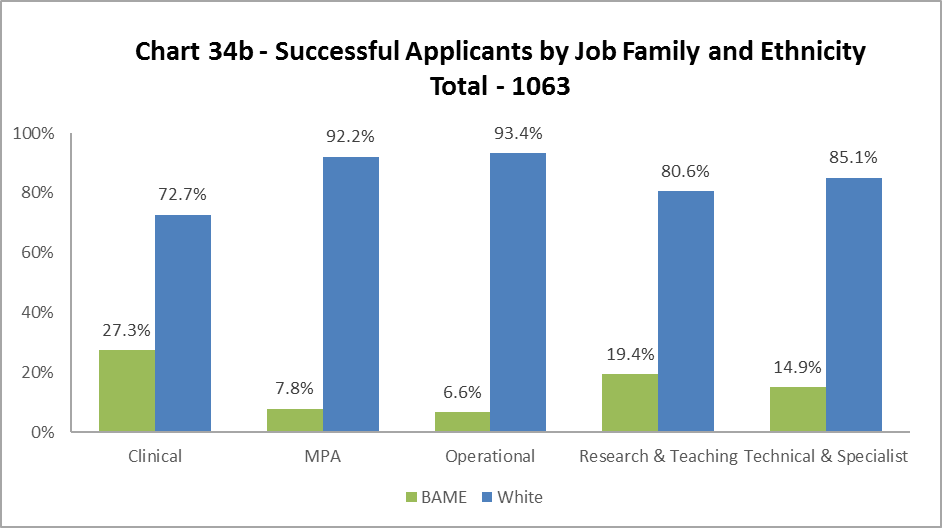 Chart 34b - Successful Applicants by Job Family and Ethnicity
Total - 1063
100%
80%
60%
40%
20%
0%
27.3%
72.7%
7.8%
92.2%
6.6%
93.4%
19.4%
80.6%
14.9%
85.1%
Clinical
MPA
Operational
Research & Teaching
Technical & Specialist
BAME
White